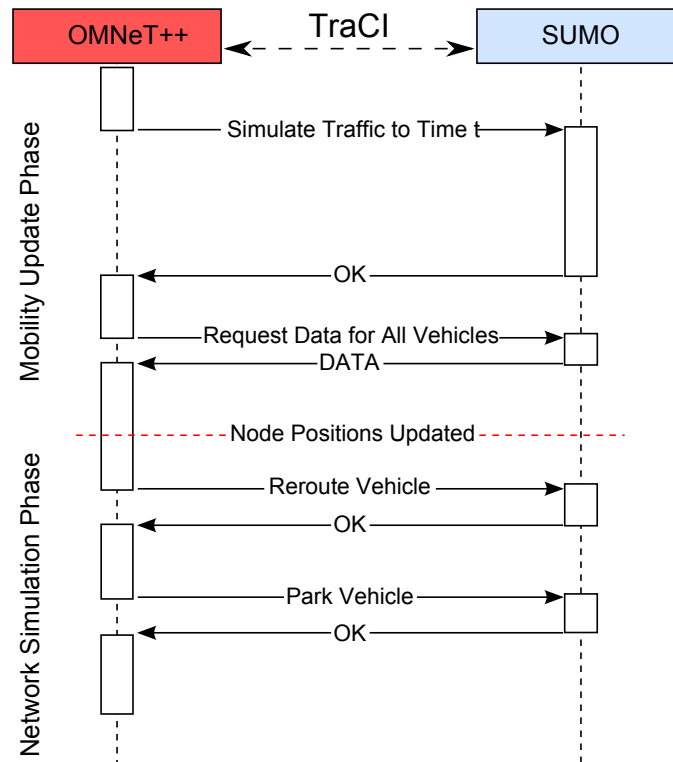 OMNeT++
TraCI
SUMO
Mobility Update Phase
Simulate Traffic to Time t
OK
Request Data for All Vehicles
DATA
Node Positions Updated
Network Simulation Phase
Reroute Vehicle
OK
Park Vehicle
OK